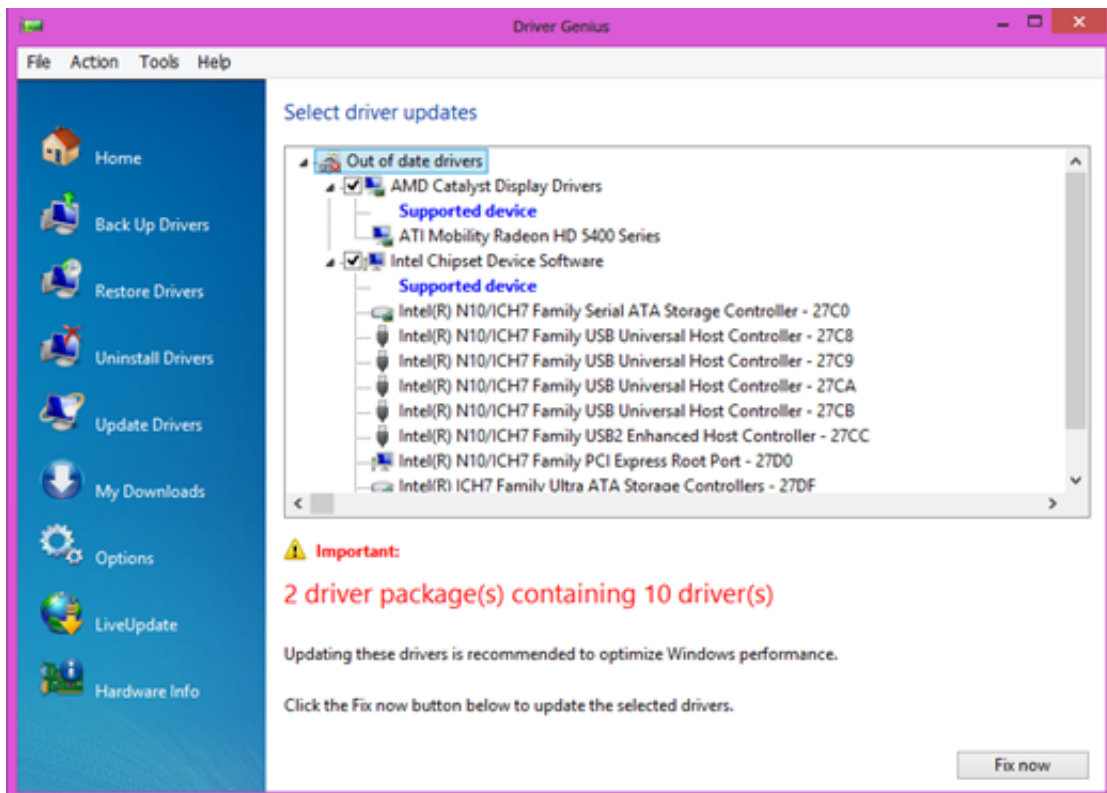 Driver Genius
File Action Tools Help
Home
Back Up Drivers
Restore Drivers
Uninstall Drivers
Update Drivers
My Downloads
Options
LiveUpdate
Hardware Info
Select driver updates
Out of date drivers
AMD Catalyst Display Drivers
Supported device
ATI Mobility Radeon HD 5400 Series
Intel Chipset Device Software
Supported device
Intel(R) N10/ICH7 Family Serial ATA Storage Controller - 27C0
Intel(R) N10/ICH7 Family USB Universal Host Controller - 27C8
Intel(R) N10/ICH7 Family USB Universal Host Controller - 27C9
Intel(R) N10/ICH7 Family USB Universal Host Controller - 27CA
Intel(R) N10/ICH7 Family USB Universal Host Controller - 27CB
Intel(R) N10/ICH7 Family USB2 Enhanced Host Controller - 27CC
Intel(R) N10/ICH7 Family PCI Express Root Port - 27D0
Intel(R) ICH7 Family Ultra ATA Storage Controllers - 27DF
Important:
2 driver package(s) containing 10 driver(s)
Updating these drivers is recommended to optimize Windows performance.
Click the Fix now button below to update the selected drivers.
Fix now